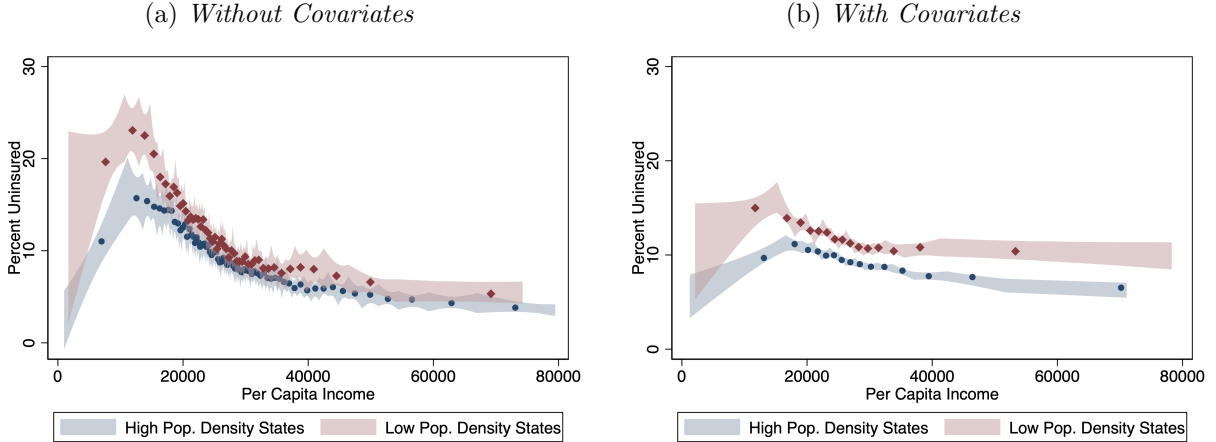 (a) Without Covariates
30
20
10
0
Percent Uninsured
0 20000 40000 60000 80000
Per Capita Income
High Pop. Density States Low Pop. Density States
(b) With Covariates
30
20
10
0
Percent Uninsured
0 20000 40000 60000 80000
Per Capita Income
High Pop. Density States Low Pop. Density States